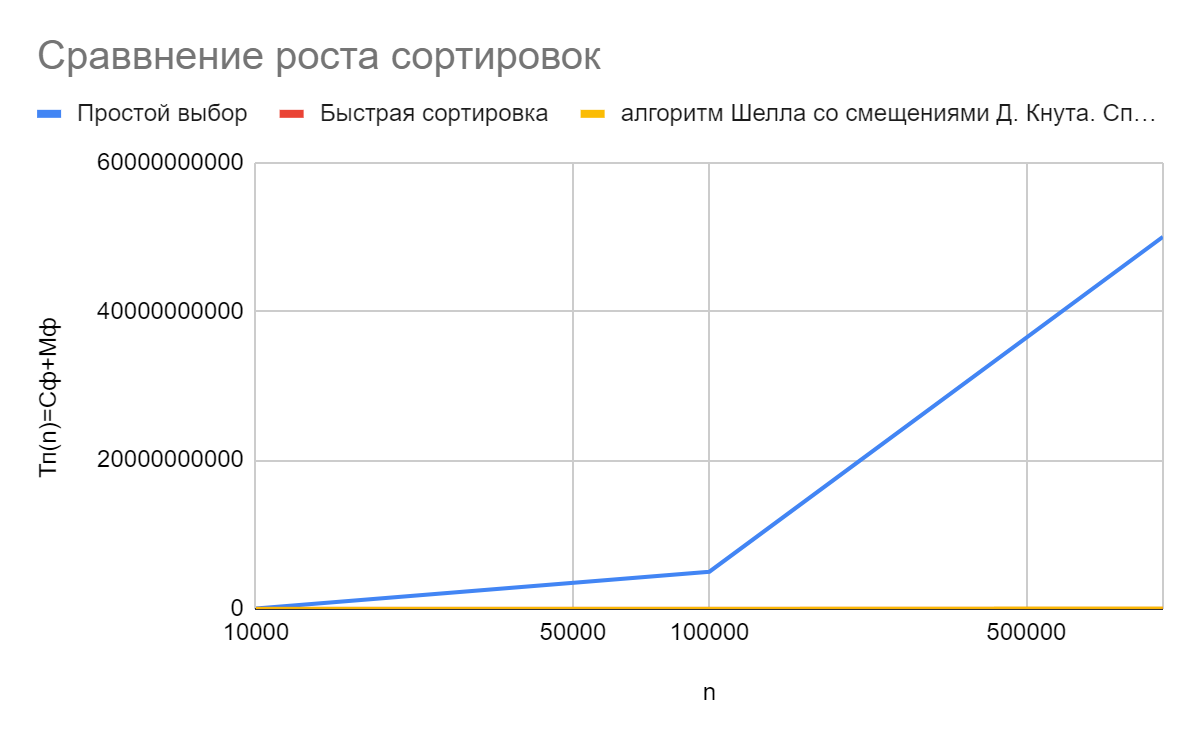 Сраввнение роста сортировок
Простой выбор
Быстрая сортировка
алгоритм Шелла со смещениями Д. Кнута. Сп…
60000000000
40000000000
20000000000
0
Тп(n)=Сф+Мф
10000
50000
100000
500000
n